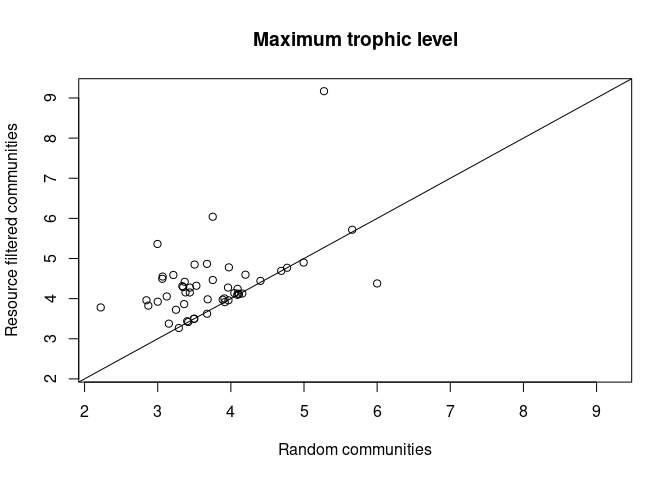 Maximum trophic level
Resource filtered communities
9
8
7
6
5
4
3
2
2 3 4 5 6 7 8 9
Random communities